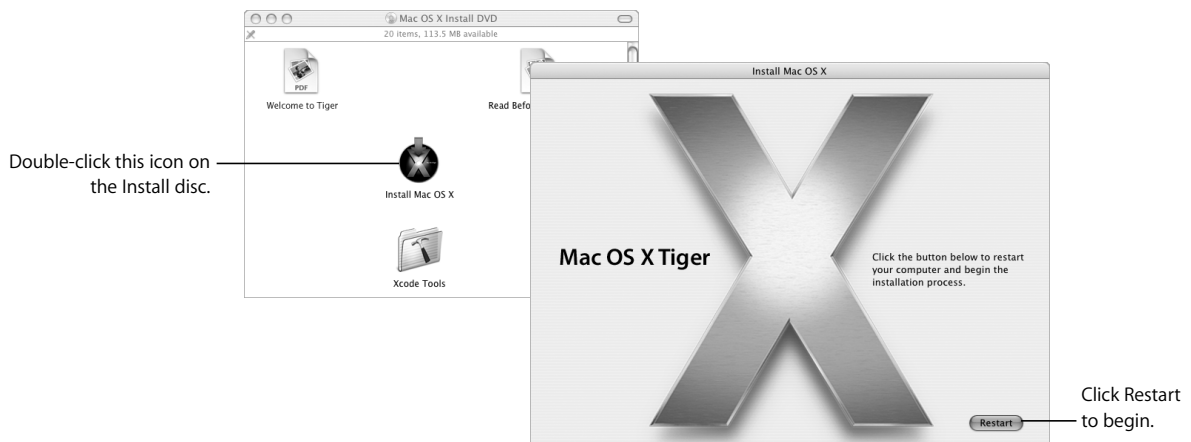 Mac OS X Install DVD
20 items, 113.5 MB available
PDF
Welcome to Tiger
Read Befo
Double-click this icon on
the Install disc.
Install Mac OS X
Xcode Tools
Install Mac OS X
Mac OS X Tiger
Click the button below to restart
your computer and begin the
installation process.
Restart
Click Restart
to begin.